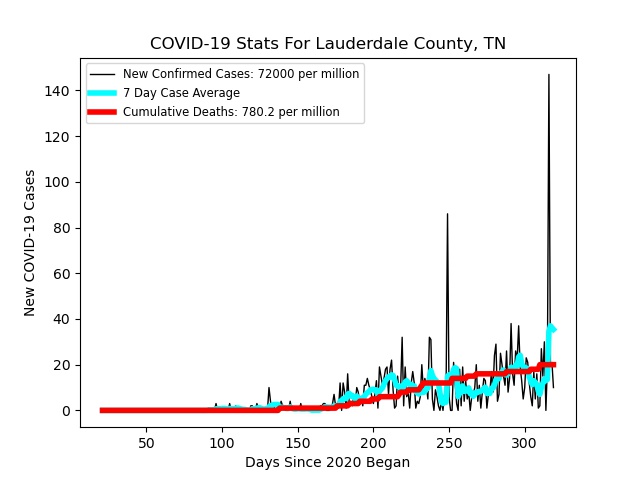 COVID-19 Stats For Lauderdale County, TN
New Confirmed Cases: 72000 per million
7 Day Case Average
Cumulative Deaths: 780.2 per million
New COVID-19 Cases
140
120
100
80
60
40
20
0
50 100 150 200 250 300
Days Since 2020 Began